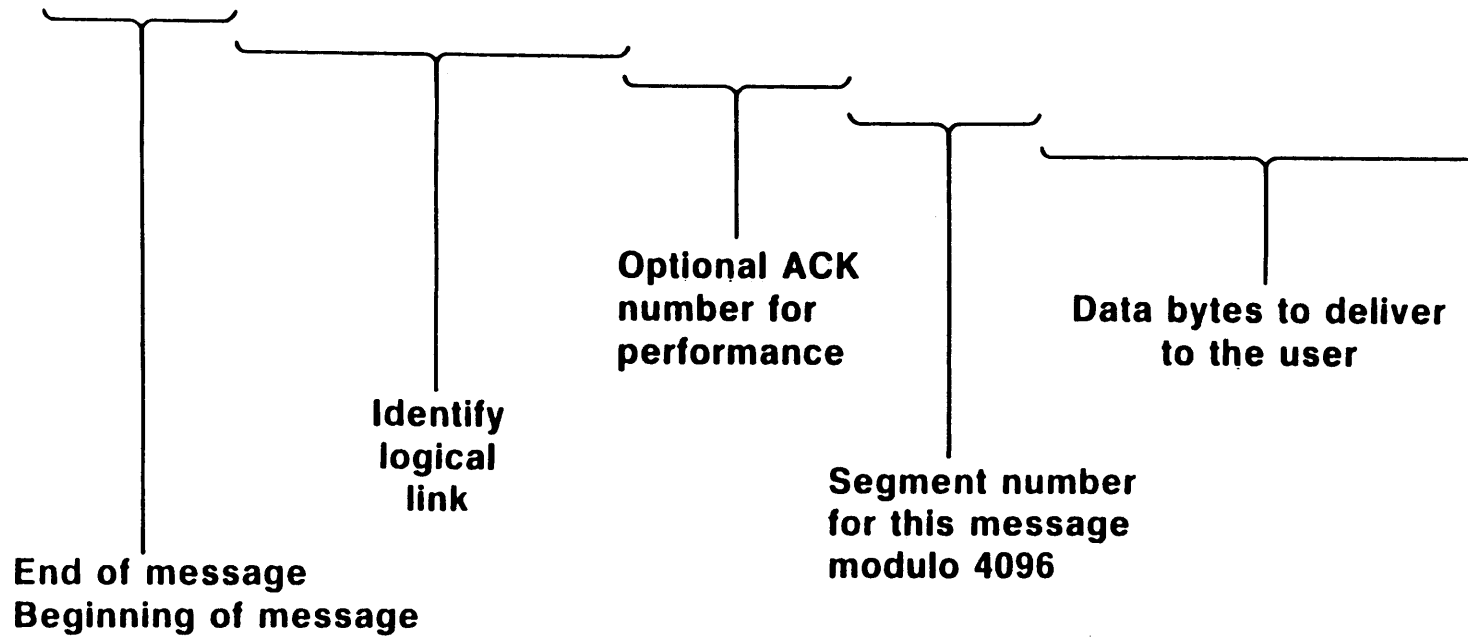 Optional ACK
number for
performance
Data bytes to deliver
to the user
Identify
logical
link
Segment number
for this message
modulo 4096
End of message
Beginning of message